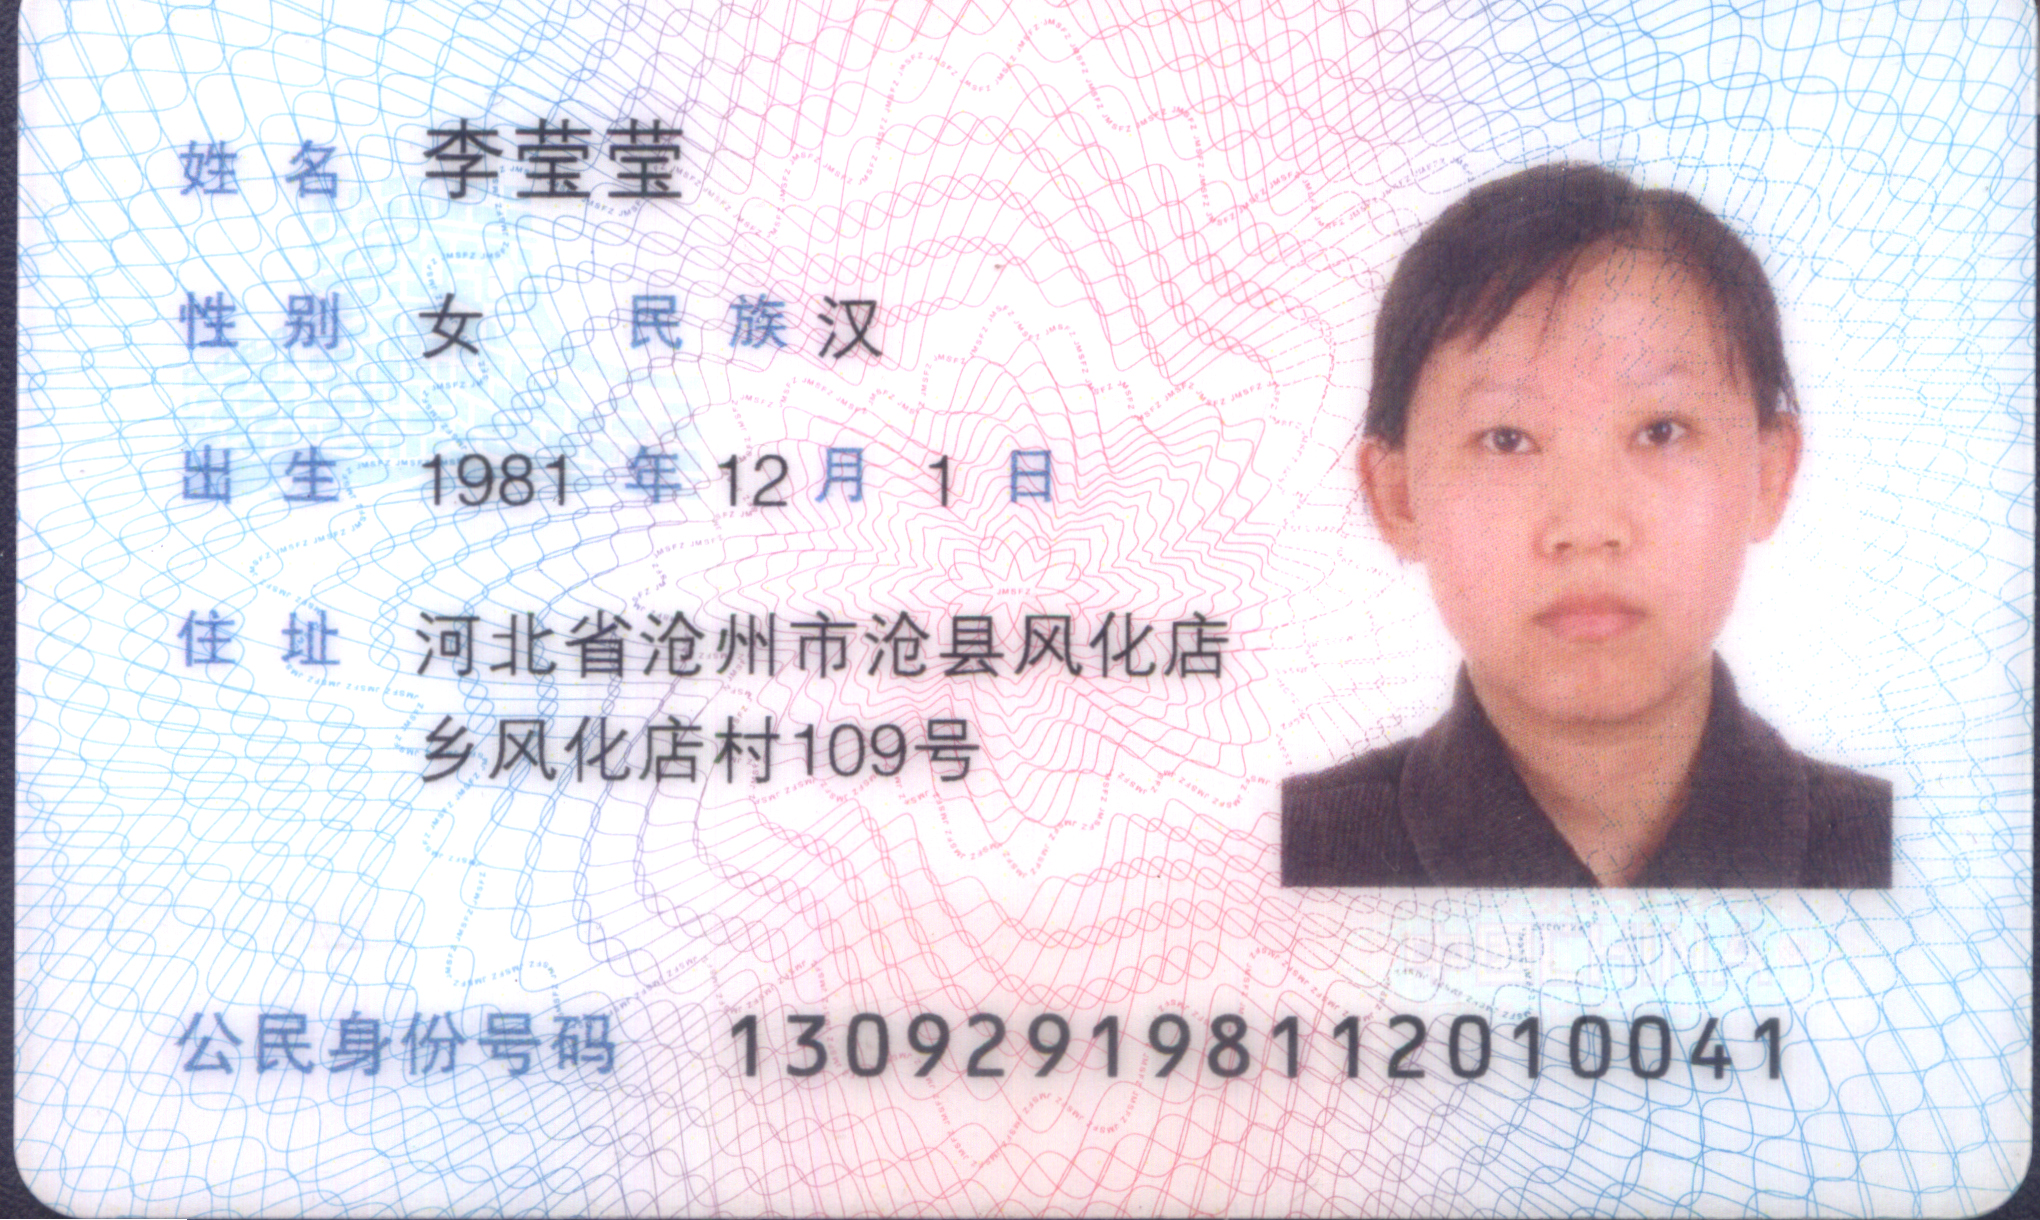 姓名 李莹莹
性别 女 民族 汉
出生 1981 年 12 月 1 日
住址 河北省沧州市沧县风化店
乡风化店村109号
公民身份号码 130929198112010041